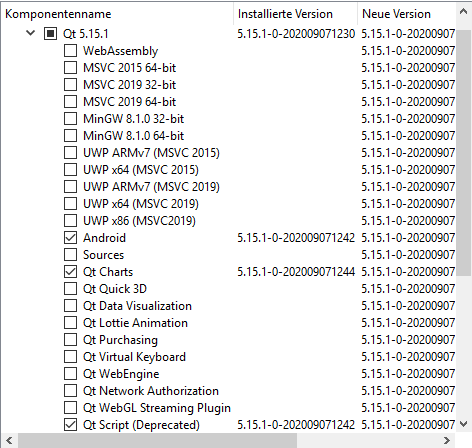 Komponentenname Installierte Version Neue Version
Qt 5.15.1 5.15.1-0-202009071230 5.15.1-0-20200907
WebAssembly 5.15.1-0-20200907
MSVC 2015 64-bit 5.15.1-0-20200907
MSVC 2019 32-bit 5.15.1-0-20200907
MSVC 2019 64-bit 5.15.1-0-20200907
MinGW 8.1.0 32-bit 5.15.1-0-20200907
MinGW 8.1.0 64-bit 5.15.1-0-20200907
UWP ARMv7 (MSVC 2015) 5.15.1-0-20200907
UWP x64 (MSVC 2015) 5.15.1-0-20200907
UWP ARMv7 (MSVC 2019) 5.15.1-0-20200907
UWP x64 (MSVC 2019) 5.15.1-0-20200907
UWP x86 (MSVC2019) 5.15.1-0-20200907
Android 5.15.1-0-202009071242 5.15.1-0-20200907
Sources 5.15.1-0-20200907
Qt Charts 5.15.1-0-202009071244 5.15.1-0-20200907
Qt Quick 3D 5.15.1-0-20200907
Qt Data Visualization 5.15.1-0-20200907
Qt Lottie Animation 5.15.1-0-20200907
Qt Purchasing 5.15.1-0-20200907
Qt Virtual Keyboard 5.15.1-0-20200907
Qt WebEngine 5.15.1-0-20200907
Qt Network Authorization 5.15.1-0-20200907
Qt WebGL Streaming Plugin 5.15.1-0-20200907
Qt Script (Deprecated) 5.15.1-0-202009071242 5.15.1-0-20200907